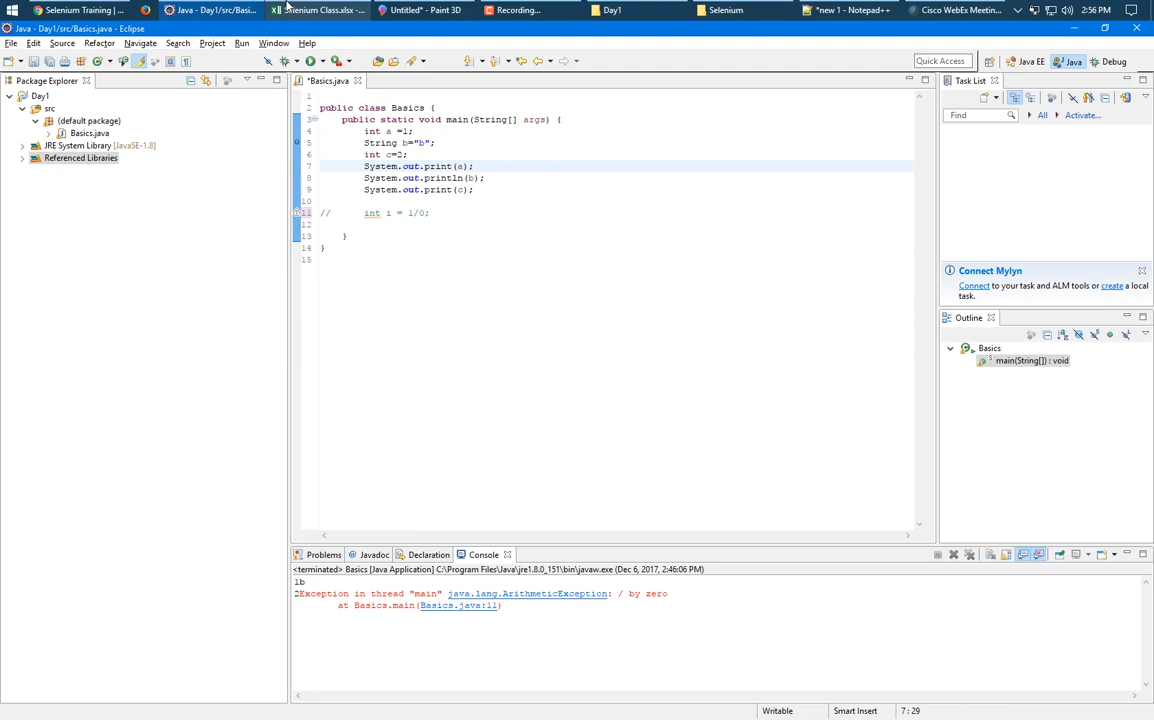 Selenium Training | ...
Java - Day1/src/Basi...
Selenium Class.xlsx -...
Untitled* - Paint 3D
Recording...
Day1
Selenium
*new 1 - Notepad++
Cisco WebEx Meetin...
2:56 PM
Java - Day1/src/Basics.java - Eclipse
File Edit Source Refactor Navigate Search Project Run Window Help
Quick Access
Java EE
Java
Debug
Package Explorer
Day1
src
(default package)
Basics.java
JRE System Library [JavaSE-1.8]
Referenced Libraries
*Basics.java
1
2 public class Basics {
3 public static void main(String[] args) {
4 int a =1;
5 String b="b";
6 int c=2;
7 System.out.print(a);
8 System.out.println(b);
9 System.out.print(c);
10
11 // int i = 1/0;
12
13 }
14 }
15
Task List
Find
All
Activate...
Connect Mylyn
Connect to your task and ALM tools or create a local
task.
Outline
Basics
main(String[]) : void
Problems
Javadoc
Declaration
Console
<terminated> Basics [Java Application] C:\Program Files\Java\jre1.8.0_151\bin\javaw.exe (Dec 6, 2017, 2:46:06 PM)
1b
2Exception in thread "main" java.lang.ArithmeticException: / by zero
at Basics.main(Basics.java:11)
Writable
Smart Insert
7 : 29